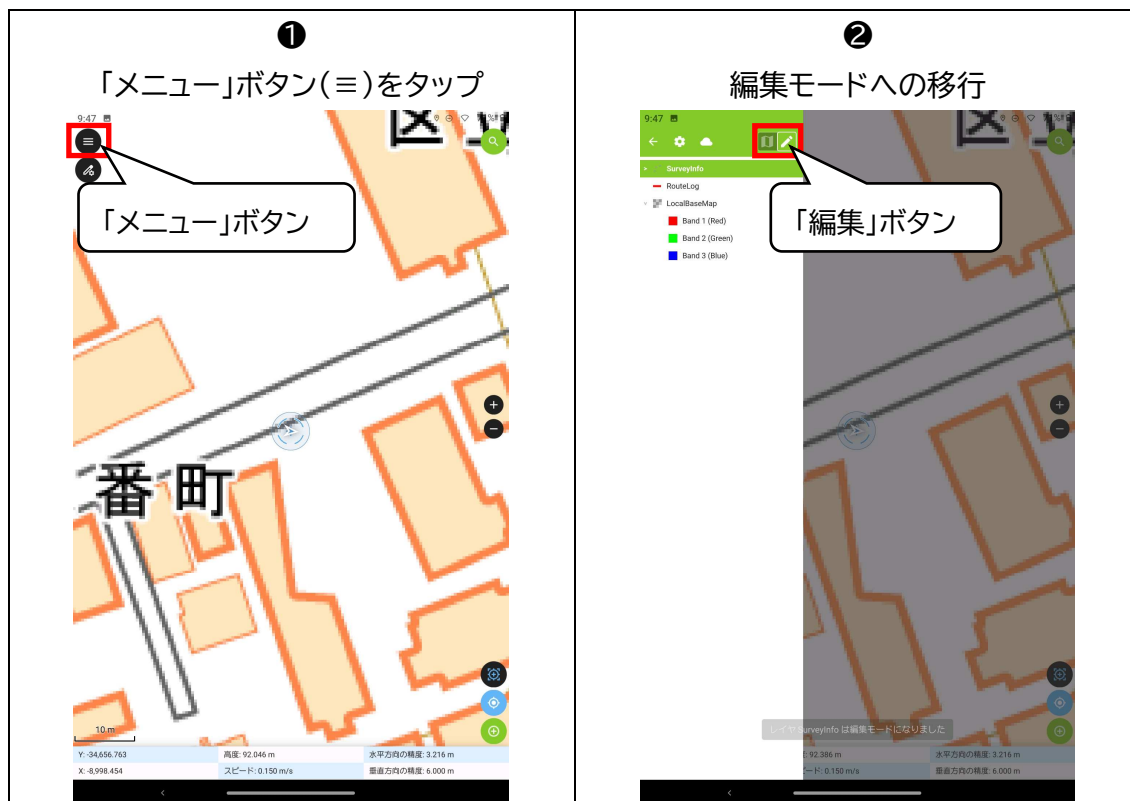 ❶
「メニュー」ボタン(≡)をタップ
9:47
区
「メニュー」ボタン
番町
10 m
Y: -34,656.763
高度: 92.046 m
水平方向の精度: 3.216 m
X: -8,998.454
スピード: 0.150 m/s
垂直方向の精度: 6.000 m
❷
編集モードへの移行
9:47
SurveyInfo
RouteLog
LocalBaseMap
Band 1 (Red)
Band 2 (Green)
Band 3 (Blue)
「編集」ボタン
レイヤ SurveyInfo は編集モードになりました
92.386 m
水平方向の精度: 3.216 m
ード: 0.150 m/s
垂直方向の精度: 6.000 m